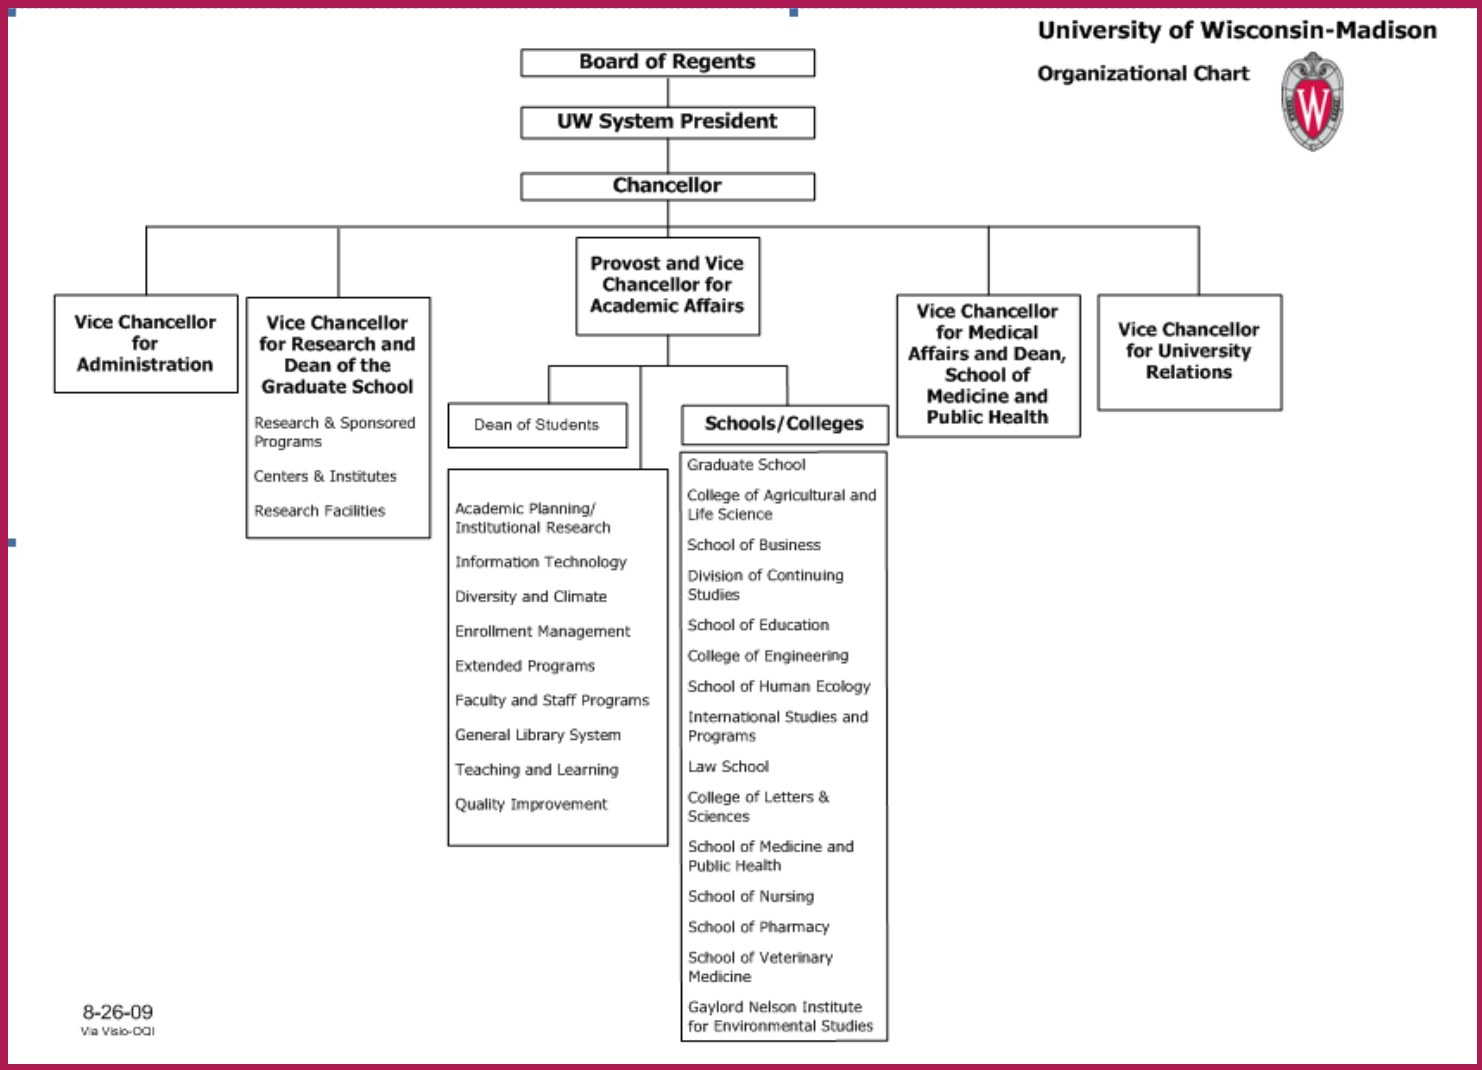 University of Wisconsin-Madison
Organizational Chart
W
Board of Regents
UW System President
Chancellor
Provost and Vice
Chancellor for
Academic Affairs
Vice Chancellor
for
Administration
Vice Chancellor
for Research and
Dean of the
Graduate School
Research & Sponsored
Programs
Centers & Institutes
Research Facilities
Vice Chancellor
for Medical
Affairs and Dean,
School of
Medicine and
Public Health
Vice Chancellor
for University
Relations
Dean of Students
Academic Planning/
Institutional Research
Information Technology
Diversity and Climate
Enrollment Management
Extended Programs
Faculty and Staff Programs
General Library System
Teaching and Learning
Quality Improvement
Schools/Colleges
Graduate School
College of Agricultural and
Life Science
School of Business
Division of Continuing
Studies
School of Education
College of Engineering
School of Human Ecology
International Studies and
Programs
Law School
College of Letters &
Sciences
School of Medicine and
Public Health
School of Nursing
School of Pharmacy
School of Veterinary
Medicine
Gaylord Nelson Institute
for Environmental Studies
8-26-09
Via Visio-OQI